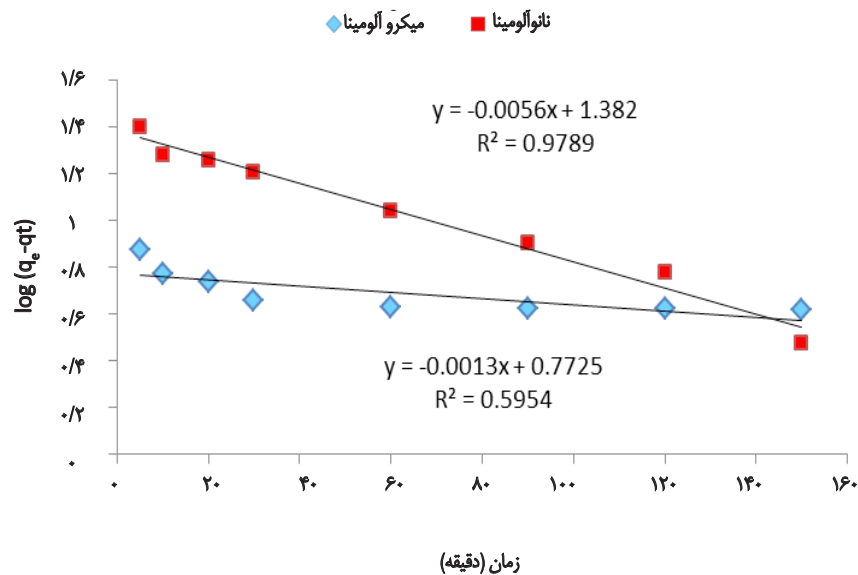 نانوآلومینا
میکرو آلومینا
۱/۶
۱/۴
۱/۲
۱
۰/۸
۰/۶
۰/۴
۰/۲
۰
log (qₑ-qt)
y = -0.0056x + 1.382
R² = 0.9789
y = -0.0013x + 0.7725
R² = 0.5954
۰ ۲۰ ۴۰ ۶۰ ۸۰ ۱۰۰ ۱۲۰ ۱۴۰ ۱۶۰
زمان (دقیقه)